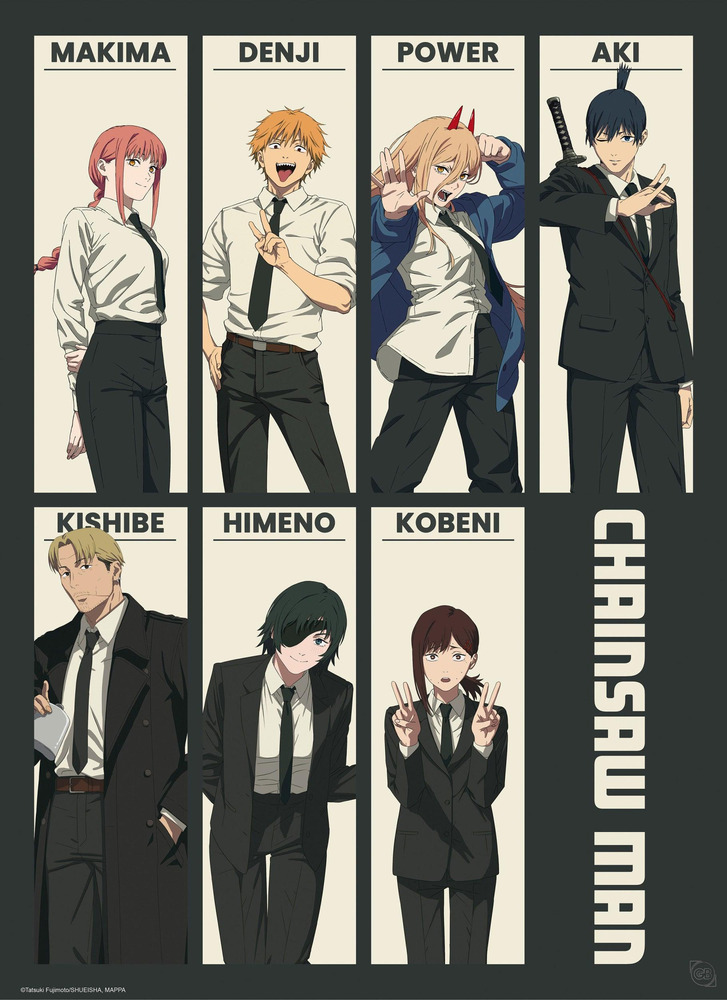 MAKIMA
DENJI
POWER
AKI
KISHIBE
HIMENO
KOBENI
CHAINSAW MAN
©Tatsuki Fujimoto/SHUEISHA, MAPPA